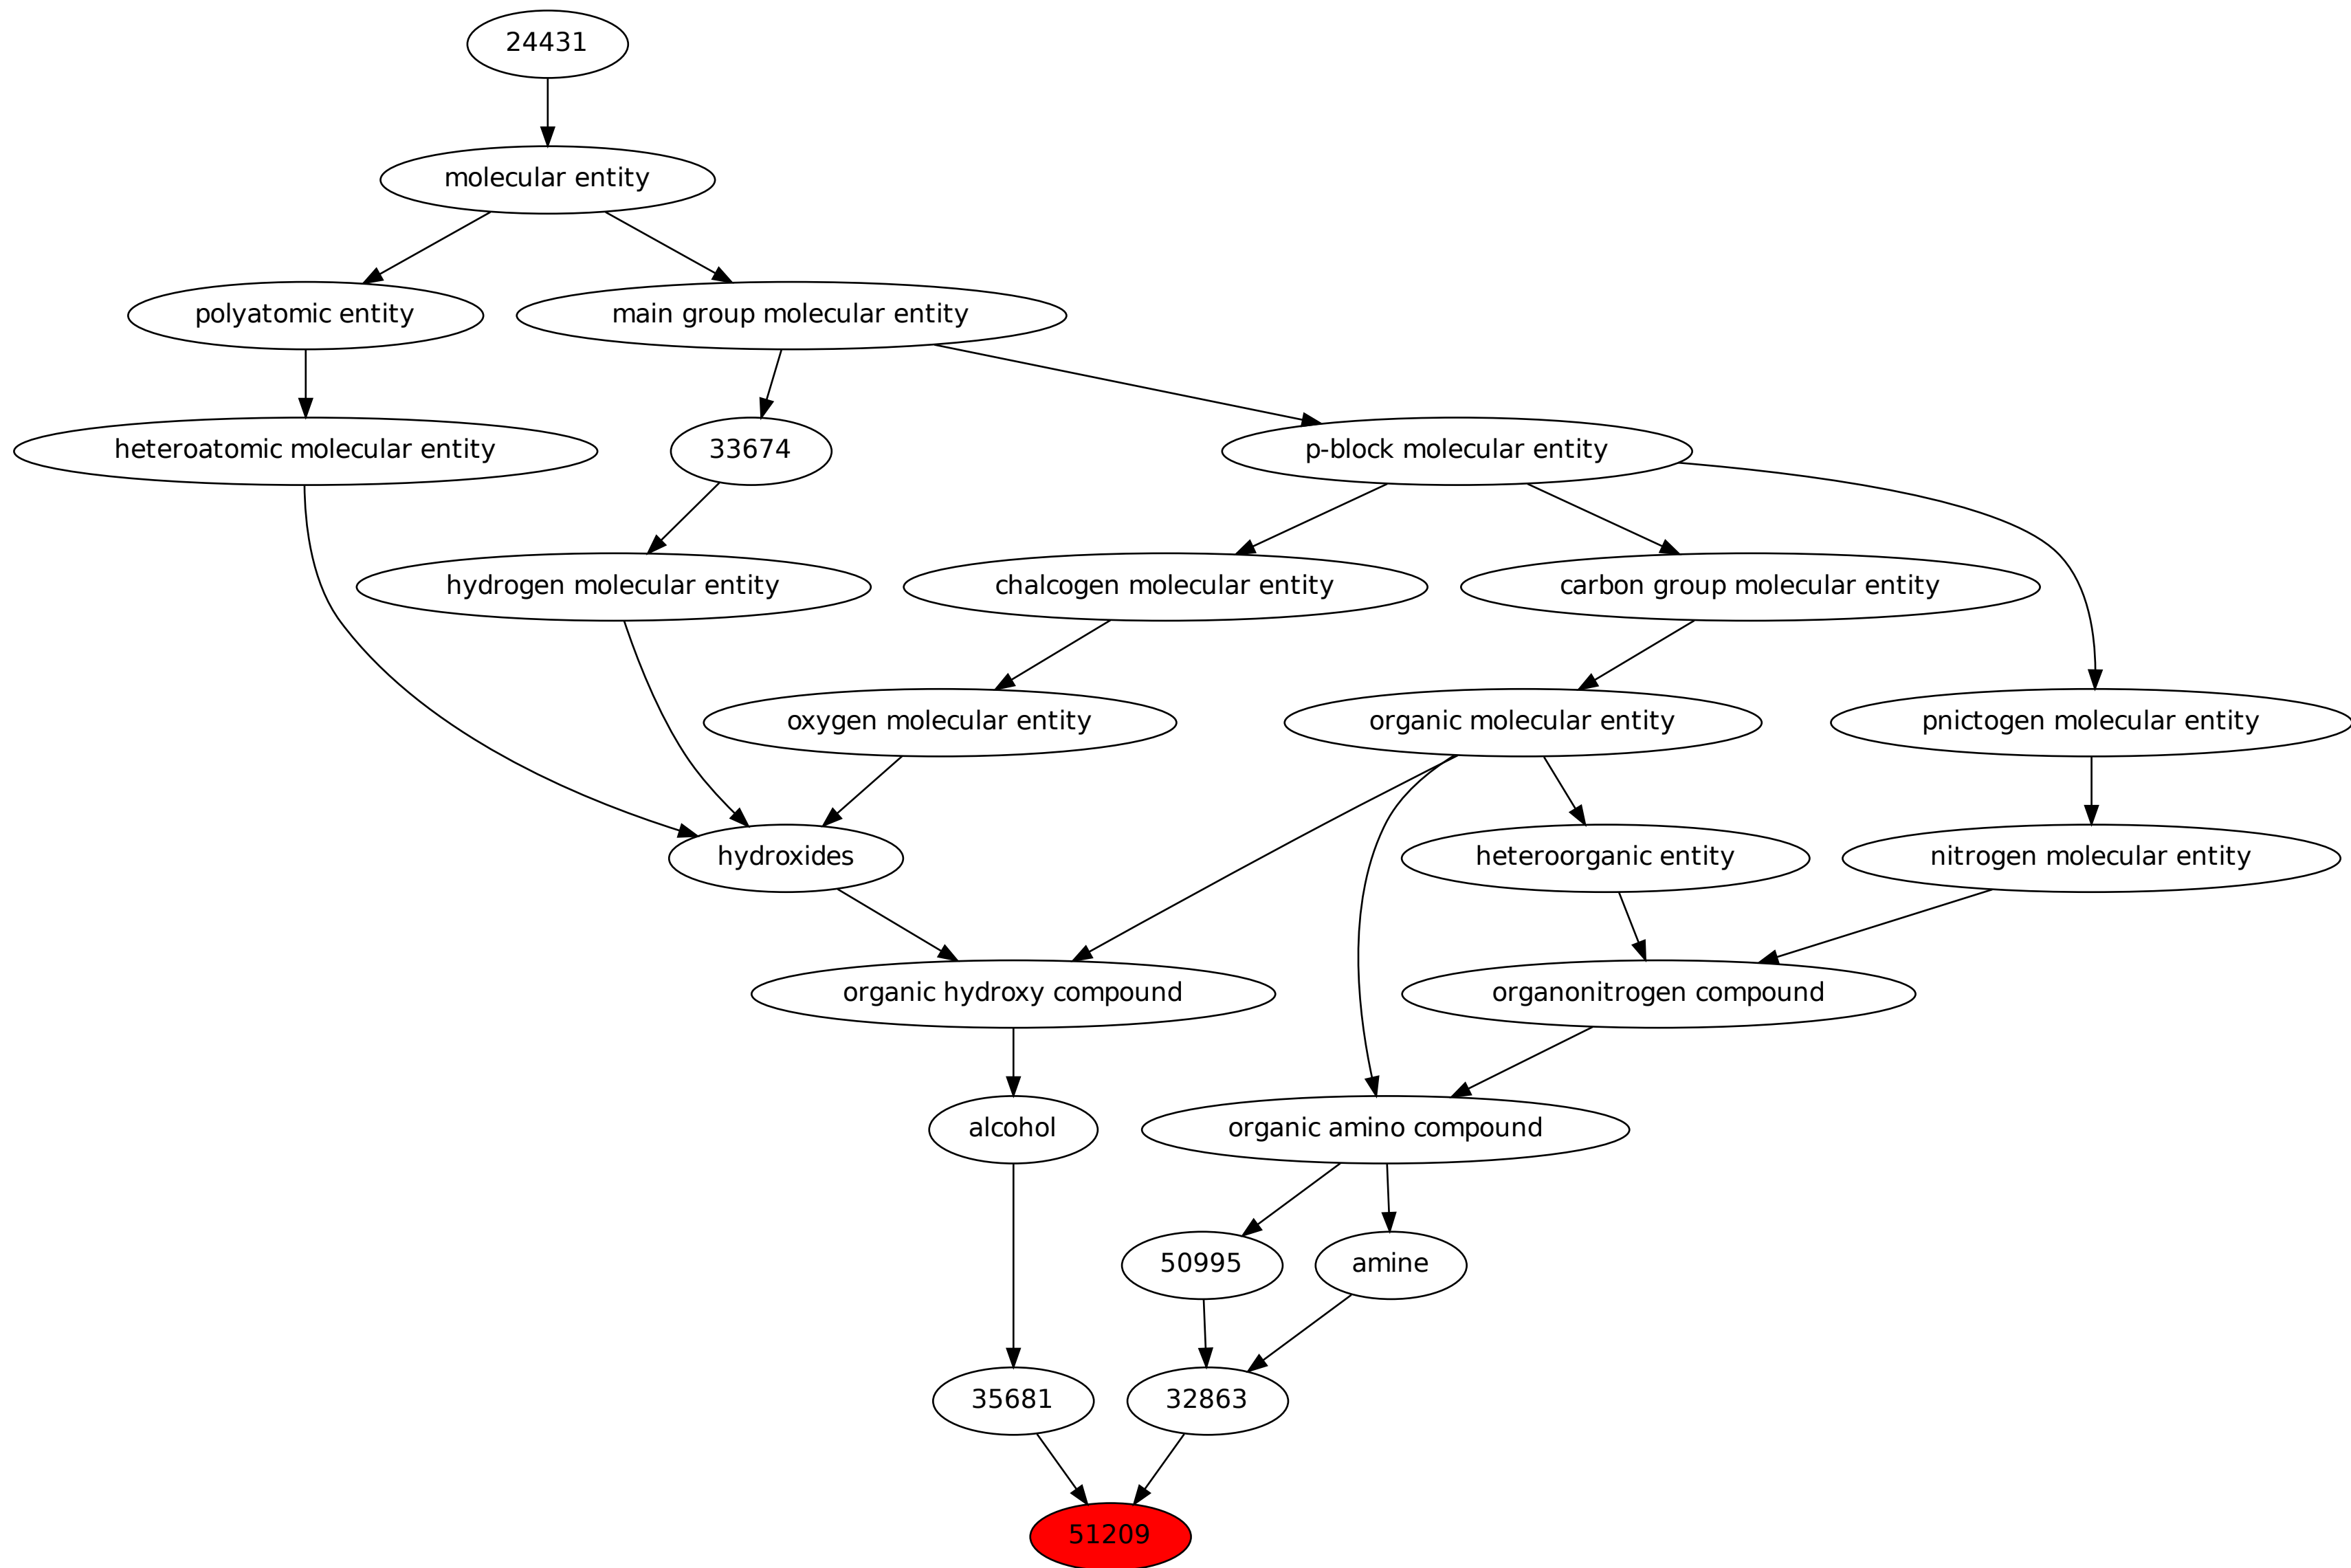 24431
molecular entity
polyatomic entity
main group molecular entity
heteroatomic molecular entity
33674
p-block molecular entity
hydrogen molecular entity
chalcogen molecular entity
carbon group molecular entity
oxygen molecular entity
organic molecular entity
pnictogen molecular entity
hydroxides
heteroorganic entity
nitrogen molecular entity
organic hydroxy compound
organonitrogen compound
alcohol
organic amino compound
50995
amine
35681
32863
51209